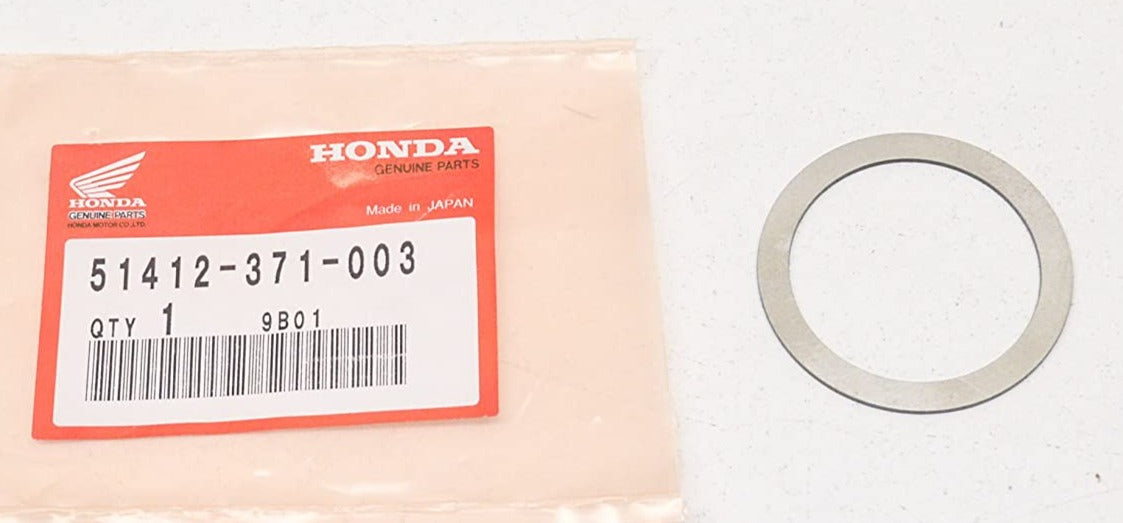 HONDA
GENUINE PARTS
HONDA
GENUINE PARTS
HONDA MOTOR CO.,LTD.
Made in JAPAN
51412-371-003
QTY 1 9B01